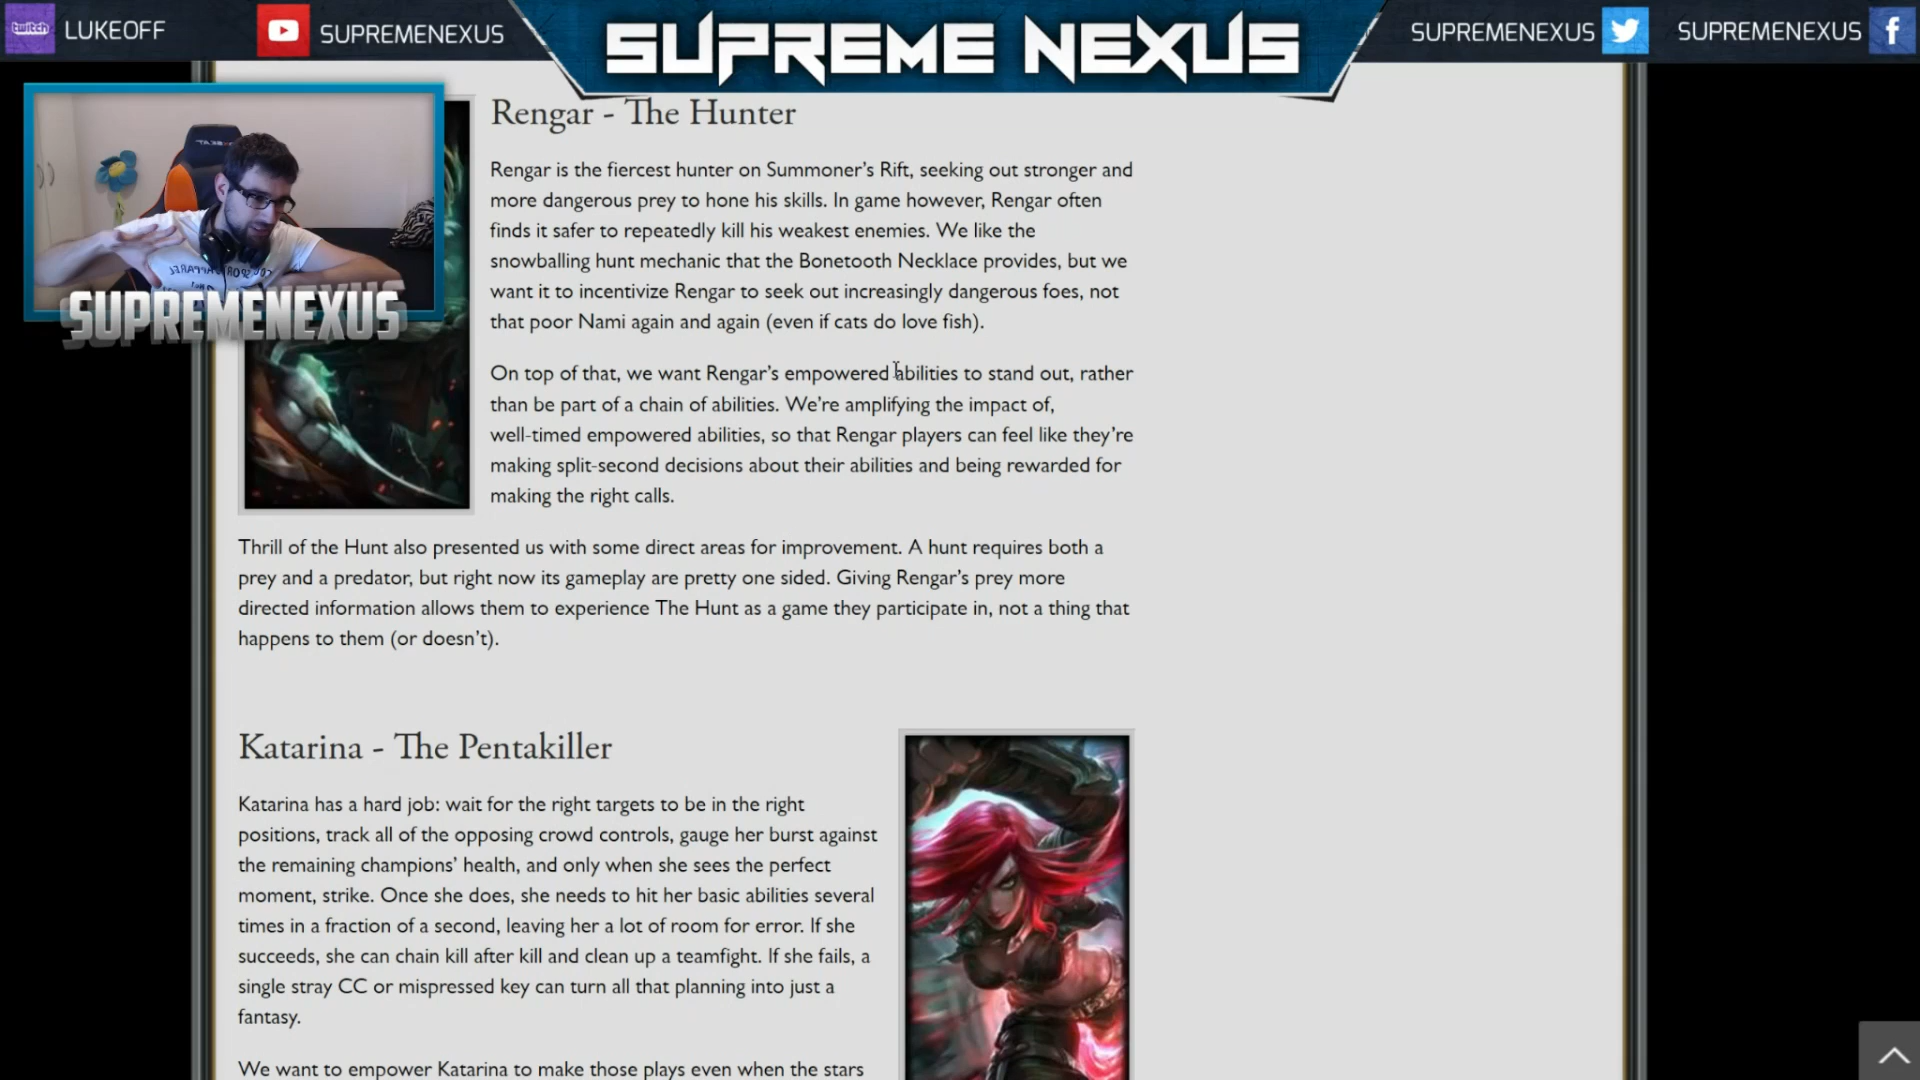 twitch LUKEOFF SUPREMENEXUS SUPREME NEXUS SUPREMENEXUS SUPREMENEXUS f
SUPREMENEXUS
Rengar - The Hunter
Rengar is the fiercest hunter on Summoner's Rift, seeking out stronger and
more dangerous prey to hone his skills. In game however, Rengar often
finds it safer to repeatedly kill his weakest enemies. We like the
snowballing hunt mechanic that the Bonetooth Necklace provides, but we
want it to incentivize Rengar to seek out increasingly dangerous foes, not
that poor Nami again and again (even if cats do love fish).
On top of that, we want Rengar's empowered abilities to stand out, rather
than be part of a chain of abilities. We're amplifying the impact of,
well-timed empowered abilities, so that Rengar players can feel like they're
making split-second decisions about their abilities and being rewarded for
making the right calls.
Thrill of the Hunt also presented us with some direct areas for improvement. A hunt requires both a
prey and a predator, but right now its gameplay are pretty one sided. Giving Rengar's prey more
directed information allows them to experience The Hunt as a game they participate in, not a thing that
happens to them (or doesn't).
Katarina - The Pentakiller
Katarina has a hard job: wait for the right targets to be in the right
positions, track all of the opposing crowd controls, gauge her burst against
the remaining champions' health, and only when she sees the perfect
moment, strike. Once she does, she needs to hit her basic abilities several
times in a fraction of a second, leaving her a lot of room for error. If she
succeeds, she can chain kill after kill and clean up a teamfight. If she fails, a
single stray CC or mispressed key can turn all that planning into just a
fantasy.
We want to empower Katarina to make those plays even when the stars